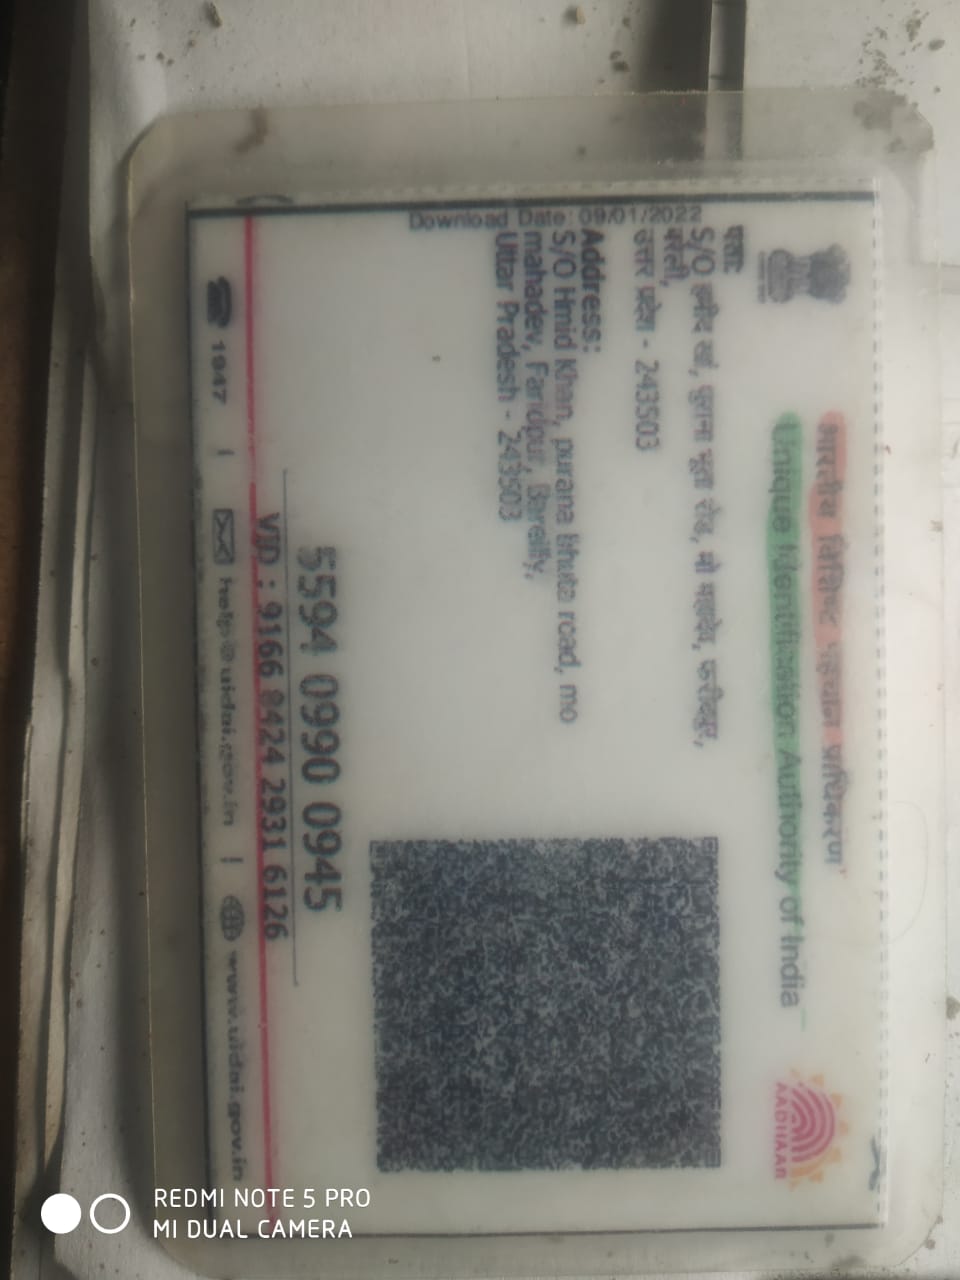 भारतीय विशिष्ट पहचान प्राधिकरण
Unique Identification Authority of India
AADHAAR
पता:
S/O हमीद खां, पुराना भूता रोड, मो महादेव, फरीदपुर,
बरेली,
उत्तर प्रदेश - 243503
Address:
S/O Hmid Khan, purana Bhuta road, mo
mahadev, Faridpur, Bareilly,
Uttar Pradesh - 243503
Download Date 09/01/2022
5594 0990 0945
VID : 9166 8424 2931 6126
1947 | help@uidai.gov.in | www.uidai.gov.in
REDMI NOTE 5 PRO
MI DUAL CAMERA